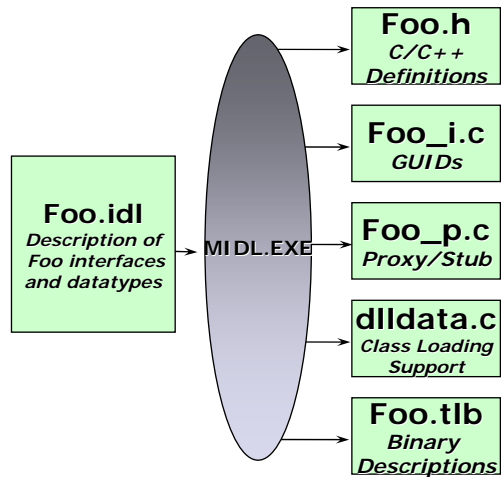 Foo.idl
Description of
Foo interfaces
and datatypes
MIDL.EXE
Foo.h
C/C++
Definitions
Foo_i.c
GUIDs
Foo_p.c
Proxy/Stub
dlldata.c
Class Loading
Support
Foo.tlb
Binary
Descriptions